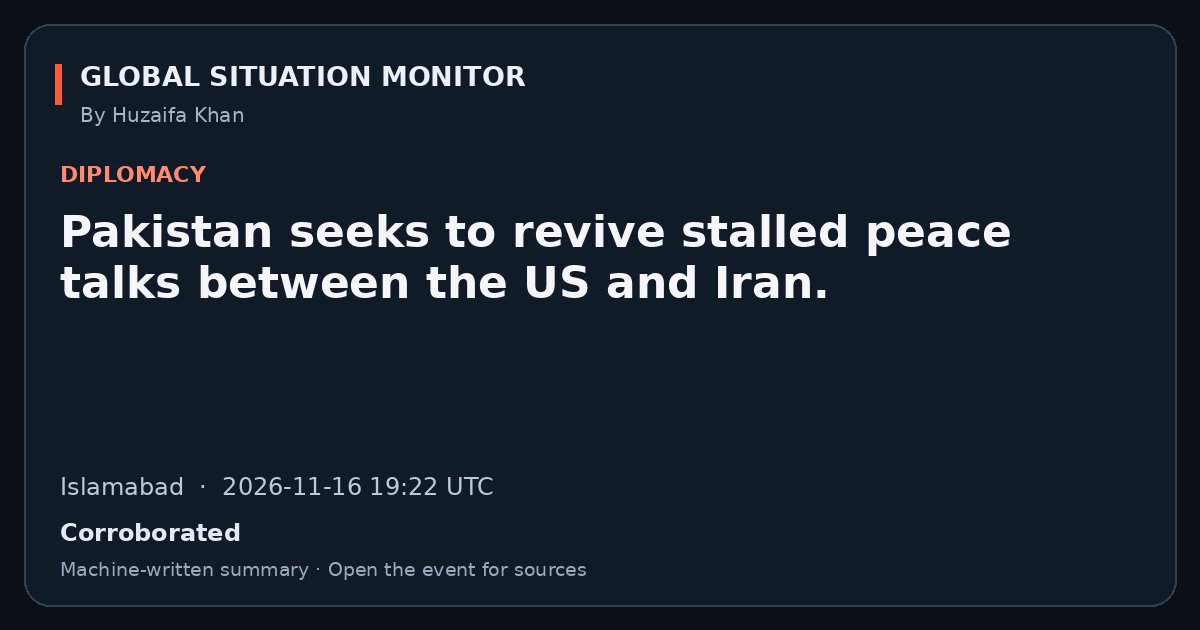 GLOBAL SITUATION MONITOR
By Huzaifa Khan
DIPLOMACY
Pakistan seeks to revive stalled peace
talks between the US and Iran.
Islamabad · 2026-11-16 19:22 UTC
Corroborated
Machine-written summary · Open the event for sources